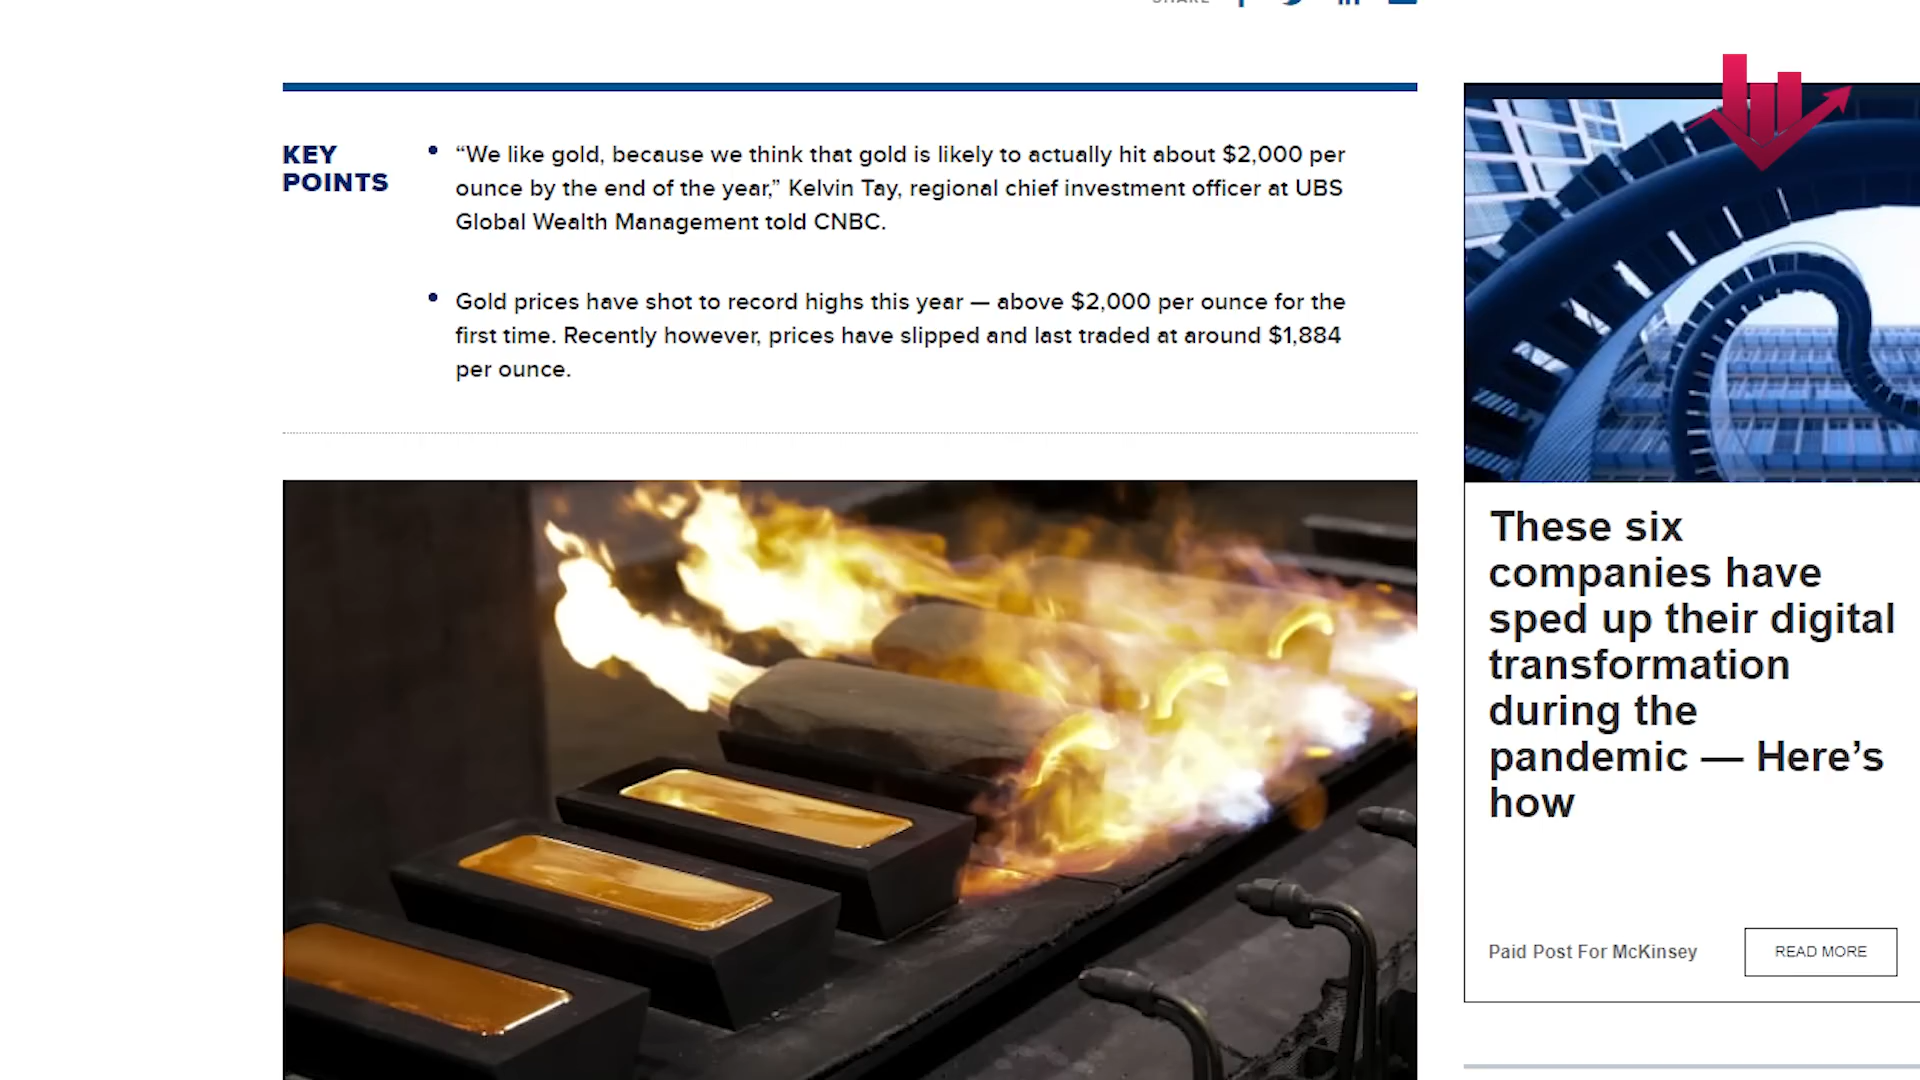 SHARE
KEY
POINTS
“We like gold, because we think that gold is likely to actually hit about $2,000 per
ounce by the end of the year,” Kelvin Tay, regional chief investment officer at UBS
Global Wealth Management told CNBC.
Gold prices have shot to record highs this year — above $2,000 per ounce for the
first time. Recently however, prices have slipped and last traded at around $1,884
per ounce.
These six
companies have
sped up their digital
transformation
during the
pandemic — Here’s
how
Paid Post For McKinsey
READ MORE